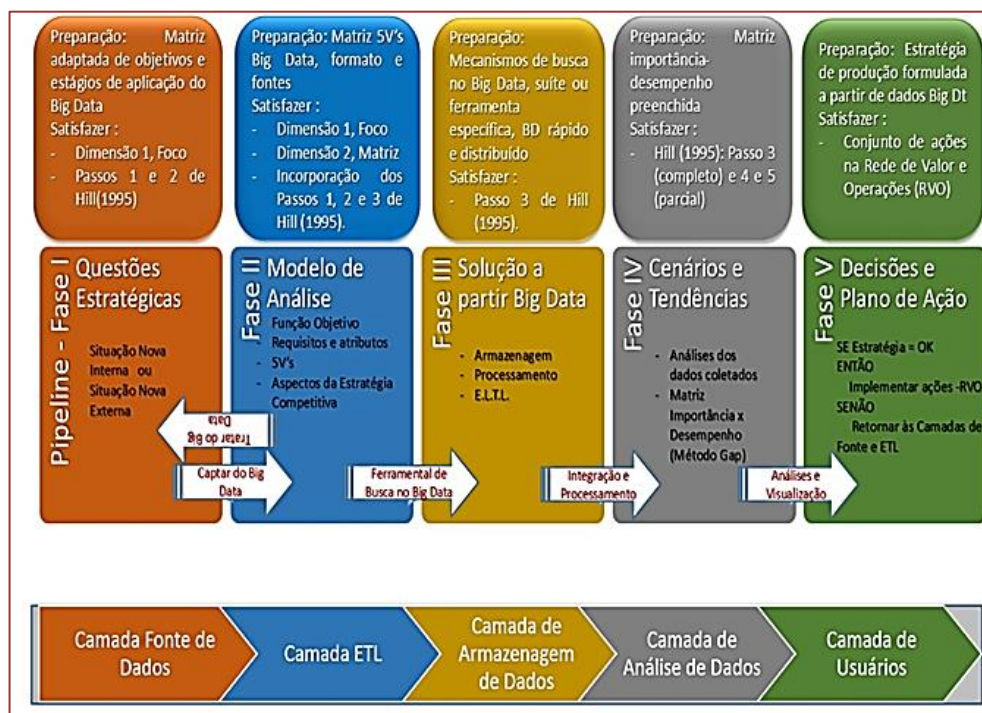 Preparação: Matriz
adaptada de objetivos e
estágios de aplicação do
Big Data
Satisfazer :
- Dimensão 1, Foco
- Passos 1 e 2 de
Hill(1995)
Preparação: Matriz 5V's
Big Data, formato e
fontes
Satisfazer :
- Dimensão 1, Foco
- Dimensão 2, Matriz
- Incorporação dos
Passos 1, 2 e 3 de
Hill (1995).
Preparação:
Mecanismos de busca
no Big Data, suíte ou
ferramenta
específica, BD rápido
e distribuído
Satisfazer :
- Passo 3 de Hill
(1995).
Preparação: Matriz
importância-
desempenho
preenchida
Satisfazer :
- Hill (1995): Passo 3
(completo) e 4 e 5
(parcial)
Preparação: Estratégia
de produção formulada
a partir de dados Big Dt
Satisfazer :
- Conjunto de ações
na Rede de Valor e
Operações (RVO)
Pipeline - Fase I
Questões
Estratégicas
Situação Nova
Interna ou
Situação Nova
Externa
Tratar do Big
Data
Captar do Big
Data
Fase II
Modelo de
Análise
- Função Objetivo
- Requisitos e atributos
- 5V's
- Aspectos da Estratégia
Competitiva
Ferramental de
Busca no Big Data
Fase III
Solução a
partir Big Data
- Armazenagem
- Processamento
- E.L.T.L.
Integração e
Processamento
Fase IV
Cenários e
Tendências
- Análises dos
dados coletados
- Matriz
Importância x
Desempenho
(Método Gap)
Análises e
Visualização
Fase V
Decisões e
Plano de Ação
SE Estratégia = OK
ENTÃO
Implementar ações -RVO
SENÃO
Retornar às Camadas de
Fonte e ETL
Camada Fonte de
Dados
Camada ETL
Camada de
Armazenagem
de Dados
Camada de
Análise de Dados
Camada de
Usuários